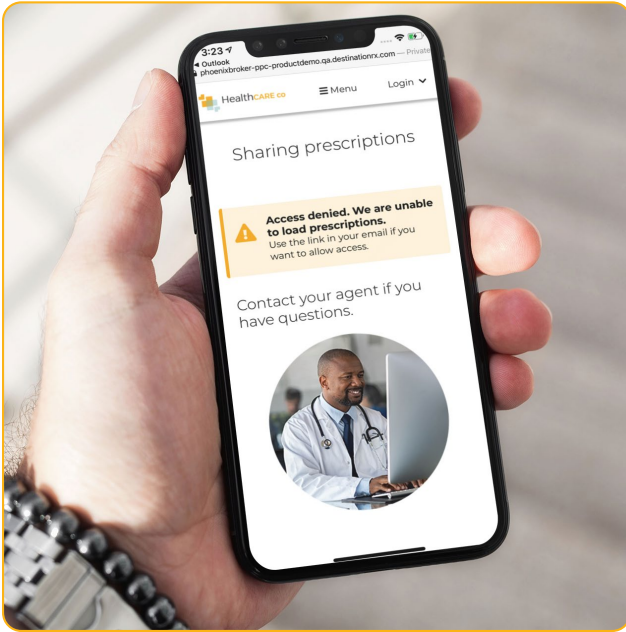 3:23
Outlook
phoenixbroker-ppc-productdemo.qa.destinationrx.com — Private
HealthCARE co
Menu
Login
Sharing prescriptions
Access denied. We are unable
to load prescriptions.
Use the link in your email if you
want to allow access.
Contact your agent if you
have questions.